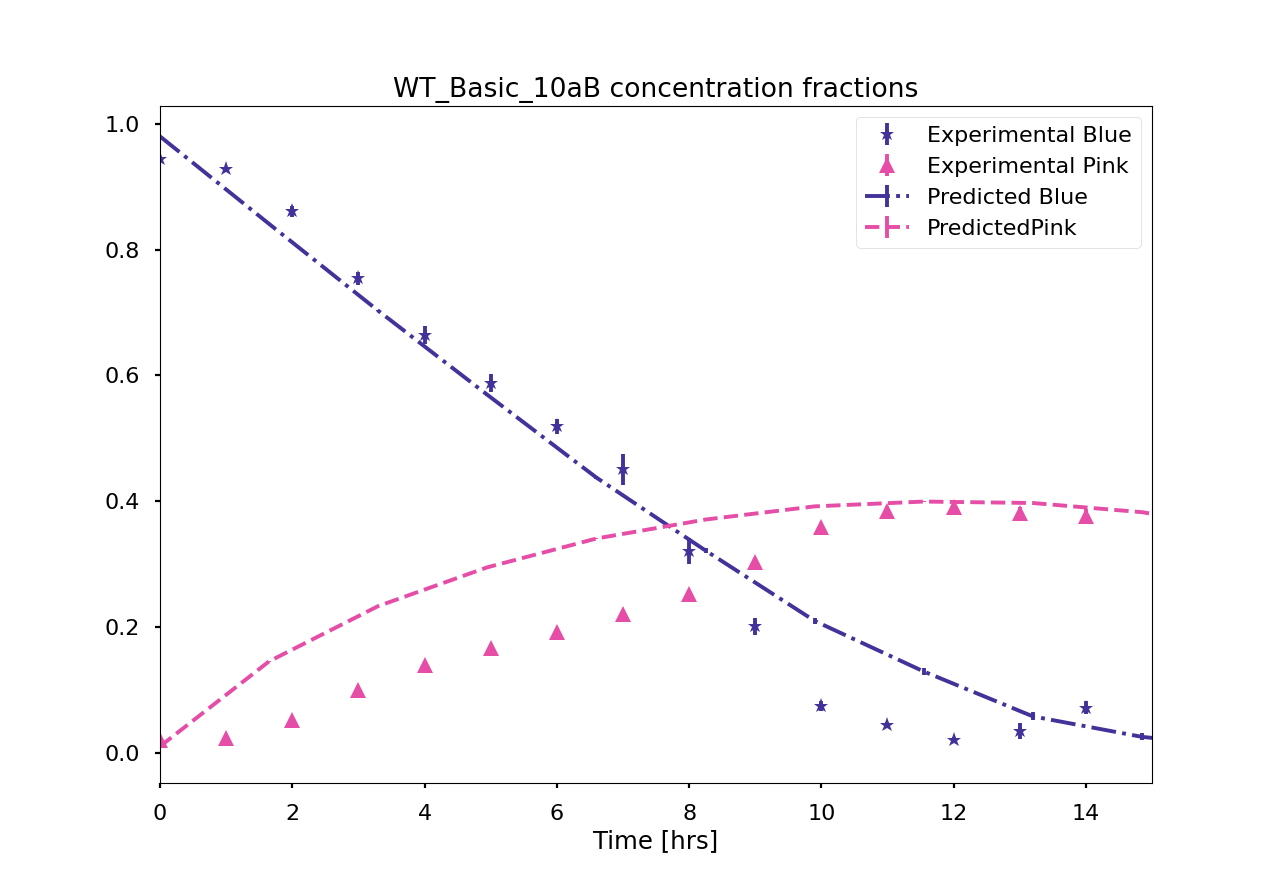 WT_Basic_10aB concentration fractions
1.0
0.8
0.6
0.4
0.2
0.0
Experimental Blue
Experimental Pink
Predicted Blue
PredictedPink
0 2 4 6 8 10 12 14
Time [hrs]